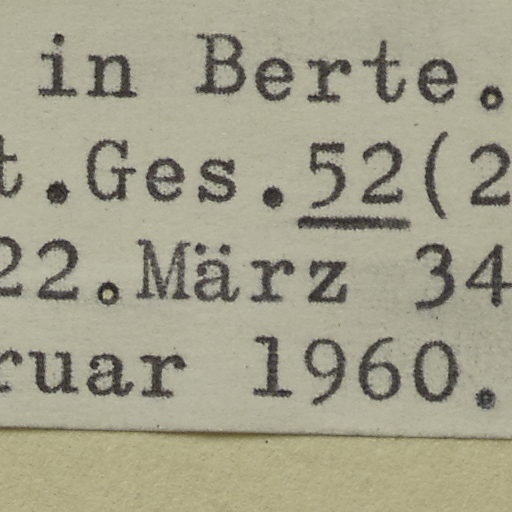 in Berte.
t.Ges.52(2
22.März 34
ruar 1960.